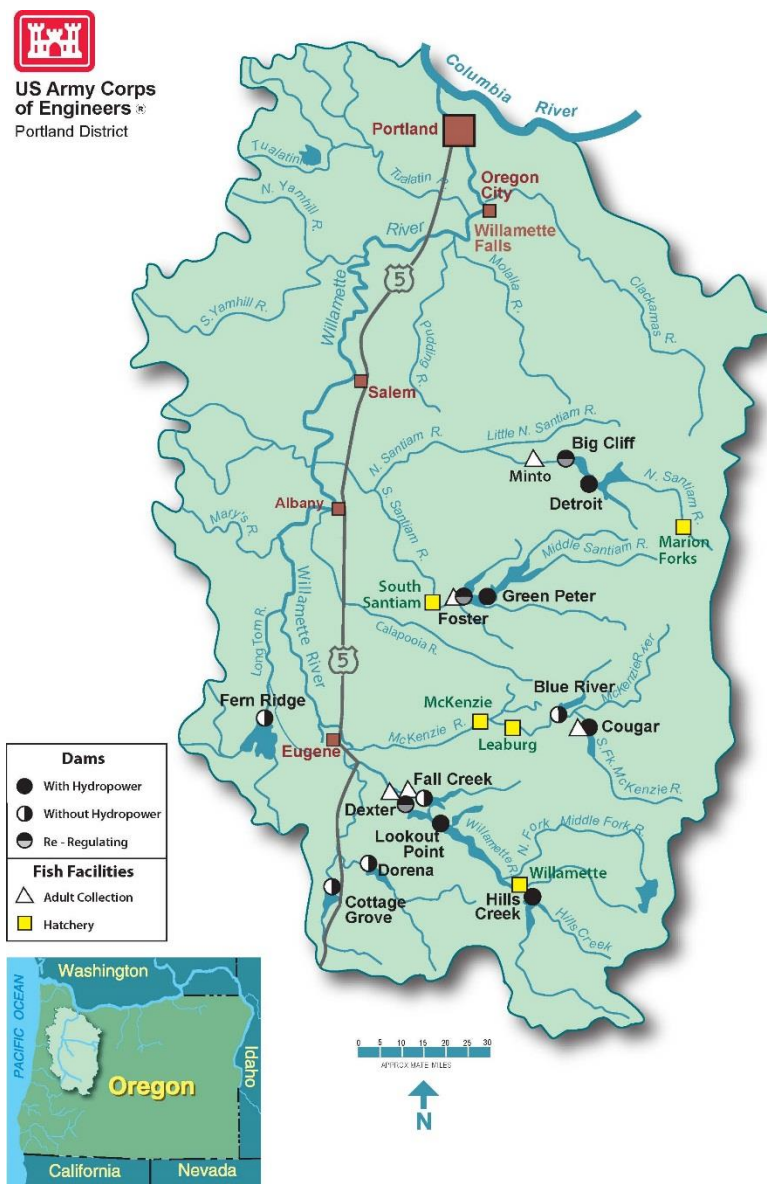 US Army Corps
of Engineers ®
Portland District
Columbia
River
Portland
Tualatin
Tualatin R.
Oregon
City
N. Yamhill R.
River
Willamette
Falls
Willamette
Molalla R.
Clackamas R.
5
S. Yamhill R.
Pudding R.
Salem
Little N. Santiam R.
N. Santiam R.
Big Cliff
Minto
N. Santiam R.
Detroit
S. Santiam R.
Albany
Mary's R.
Marion
Forks
Middle Santiam R.
South
Santiam
Green Peter
Foster
Willamette River
Long Tom R.
Calapooia R.
5
McKenzie River
Blue River
Fern Ridge
McKenzie
Cougar
McKenzie R.
Leaburg
Eugene
S. Fk. McKenzie R.
Fall Creek
Dexter
Lookout
Point
N. Fork Middle Fork R.
Willamette R.
Willamette
Dorena
Hills
Creek
Cottage
Grove
Hills Creek
Dams
With Hydropower
Without Hydropower
Re - Regulating
Fish Facilities
Adult Collection
Hatchery
Washington
PACIFIC OCEAN
Idaho
Oregon
California
Nevada
0 5 10 15 20 25 30
APPROXIMATE MILES
N